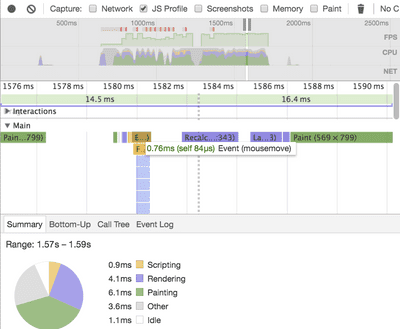 Capture: Network JS Profile Screenshots Memory Paint No C
500ms 1000ms 1500ms 2000ms
FPS
CPU
NET
1576 ms 1578 ms 1580 ms 1582 ms 1584 ms 1586 ms 1588 ms 1590 ms
14.5 ms 16.4 ms
Interactions
Main
Pain...799) E...) Recalc...:343) La...3) Paint (569 × 799)
F
0.76ms (self 84μs) Event (mousemove)
Summary Bottom-Up Call Tree Event Log
Range: 1.57s – 1.59s
0.9ms Scripting
4.1ms Rendering
6.1ms Painting
3.6ms Other
1.1ms Idle